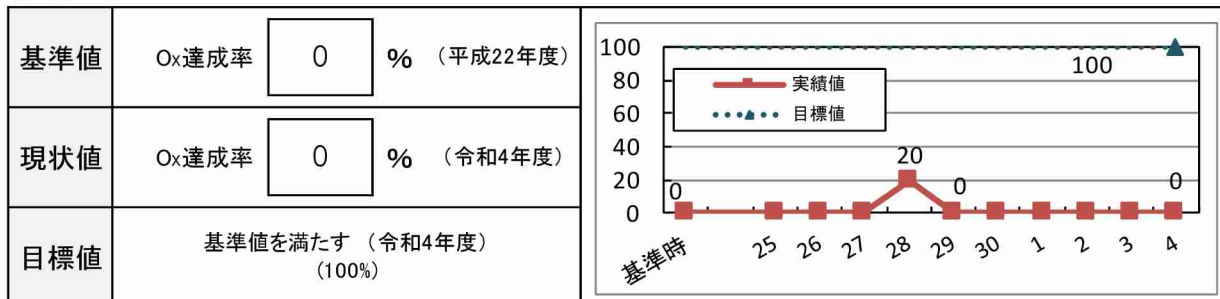 基準値 Ox達成率 0 % (平成22年度)
現状値 Ox達成率 0 % (令和4年度)
目標値 基準値を満たす (令和4年度)
(100%)
100
80
60
40
20
0
実績値
目標値
100
0
20
0
0
基準時 25 26 27 28 29 30 1 2 3 4